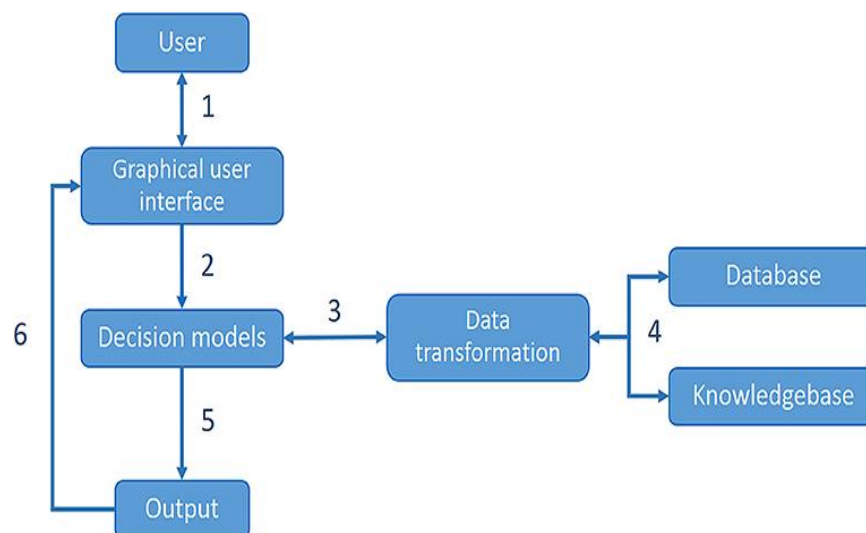 User
1
Graphical user
interface
2
Decision models
3
Data
transformation
4
Database
Knowledgebase
5
6
Output